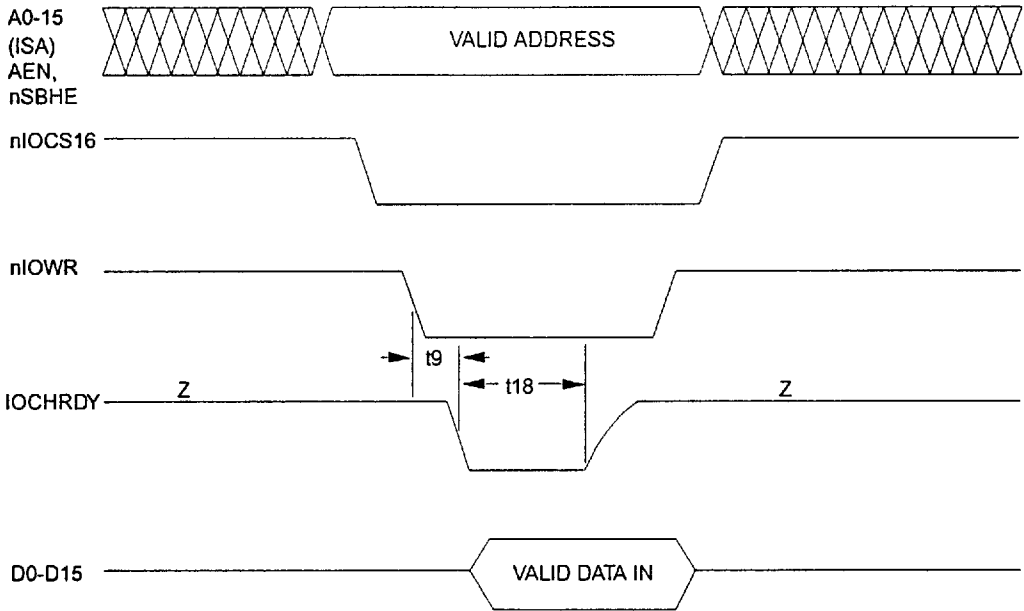 A0-15
(ISA)
AEN,
nSBHE
VALID ADDRESS
nIOCS16
nIOWR
t9
t18
IOCHRDY
Z
Z
D0-D15
VALID DATA IN